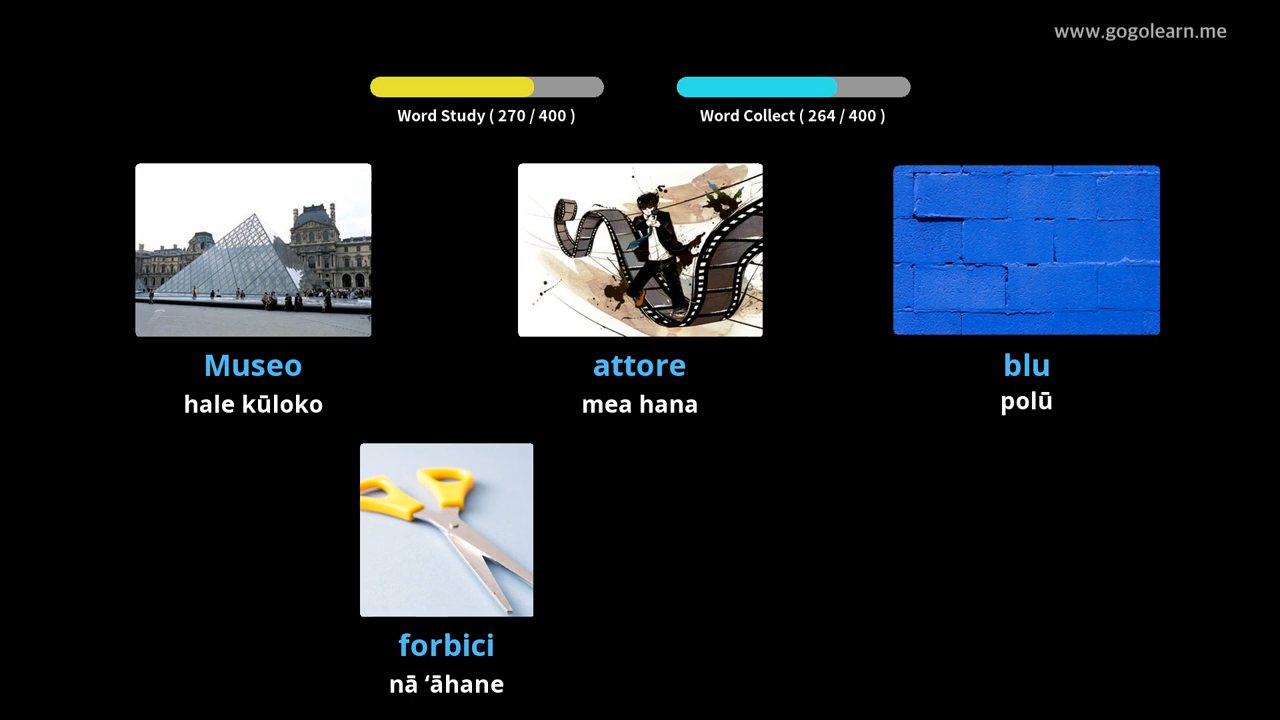 www.gogolearn.me
Word Study ( 270 / 400 )
Word Collect ( 264 / 400 )
Museo
hale kūloko
attore
mea hana
blu
polū
forbici
nā ʻāhane